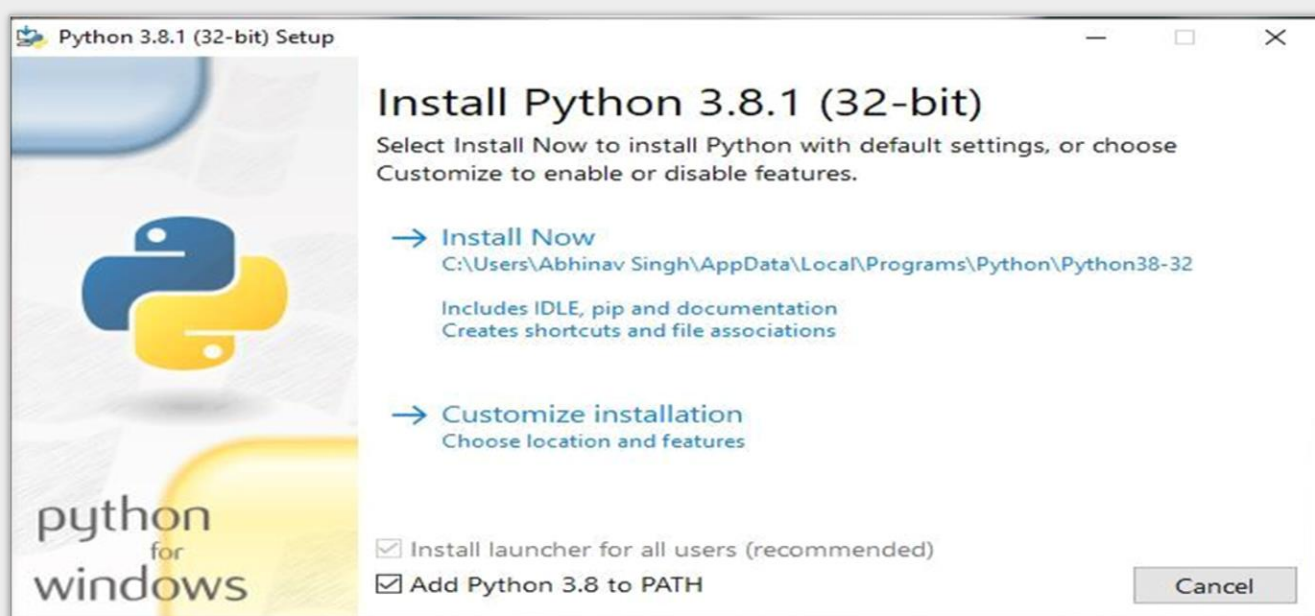 Python 3.8.1 (32-bit) Setup
Install Python 3.8.1 (32-bit)
Select Install Now to install Python with default settings, or choose
Customize to enable or disable features.
Install Now
C:\Users\Abhinav Singh\AppData\Local\Programs\Python\Python38-32
Includes IDLE, pip and documentation
Creates shortcuts and file associations
Customize installation
Choose location and features
python
for
windows
Install launcher for all users (recommended)
Add Python 3.8 to PATH
Cancel